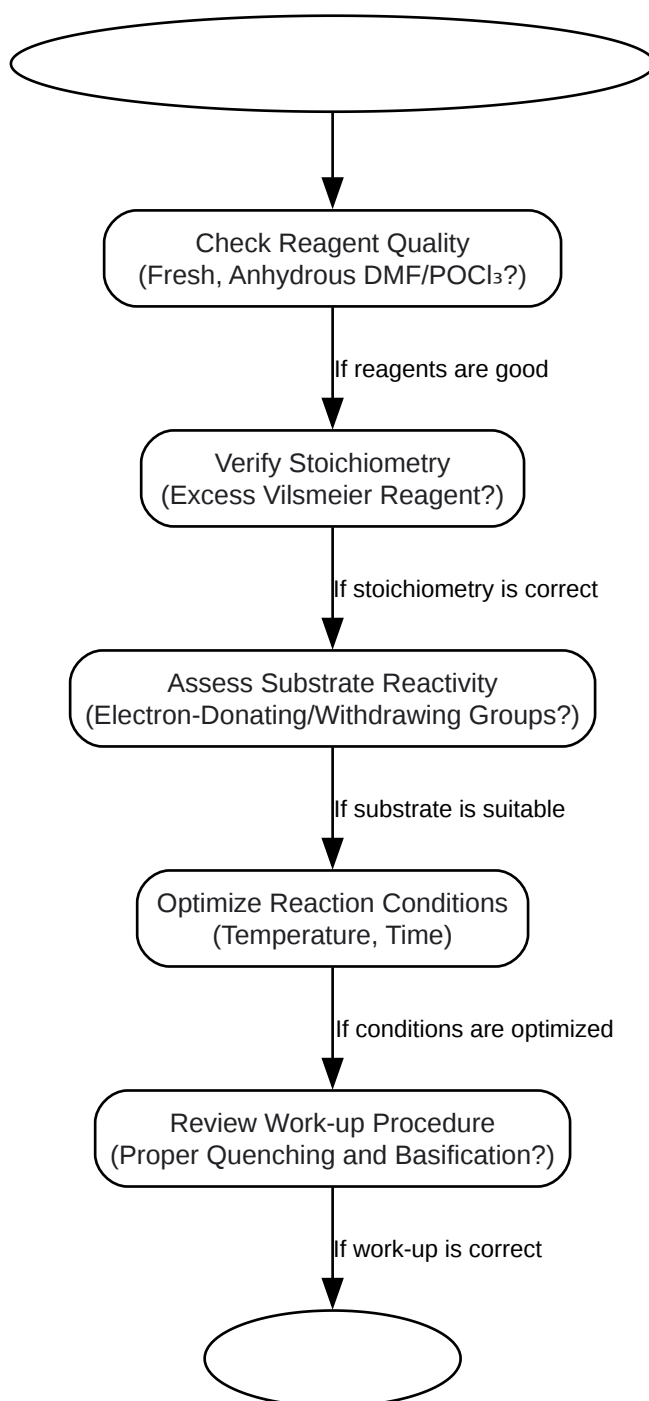 Check Reagent Quality
(Fresh, Anhydrous DMF/POCl₃?)
If reagents are good
Verify Stoichiometry
(Excess Vilsmeier Reagent?)
If stoichiometry is correct
Assess Substrate Reactivity
(Electron-Donating/Withdrawing Groups?)
If substrate is suitable
Optimize Reaction Conditions
(Temperature, Time)
If conditions are optimized
Review Work-up Procedure
(Proper Quenching and Basification?)
If work-up is correct